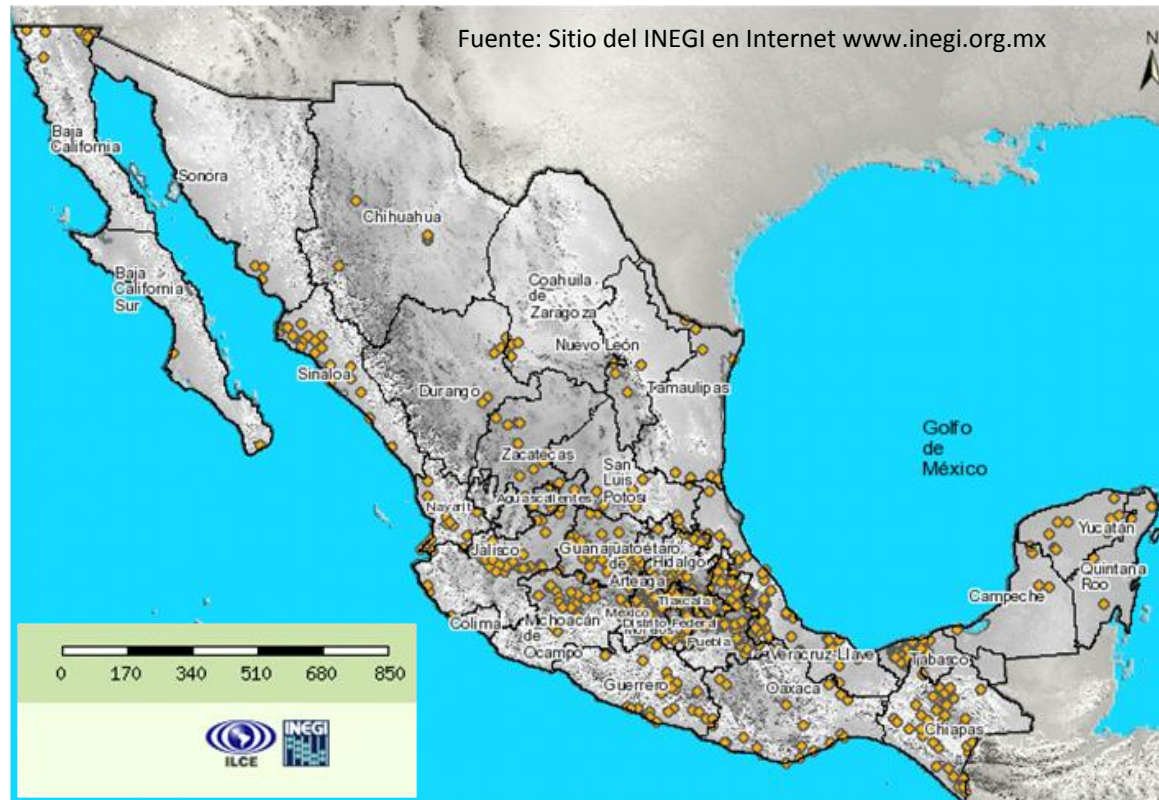 Fuente: Sitio del INEGI en Internet www.inegi.org.mx
N
Baja
California
Sonora
Chihuahua
Baja
California
Sur
Coahuila
de
Zaragoza
Nuevo León
Sinaloa
Durango
Tamaulipas
Golfo
de
México
Zacatecas
San
Luis
Potosí
Aguascalientes
Nayarit
Yucatán
Jalisco
Guanajuato
étaro
de
Arteaga
Hidalgo
Quintana
Roo
Campeche
Tlaxcala
México
Distrito Federal
Colima
Michoacán
de
Ocampo
Puebla
Veracruz-Llave
Tabasco
Guerrero
Oaxaca
Chiapas
0 170 340 510 680 850
ILCE
INEGI